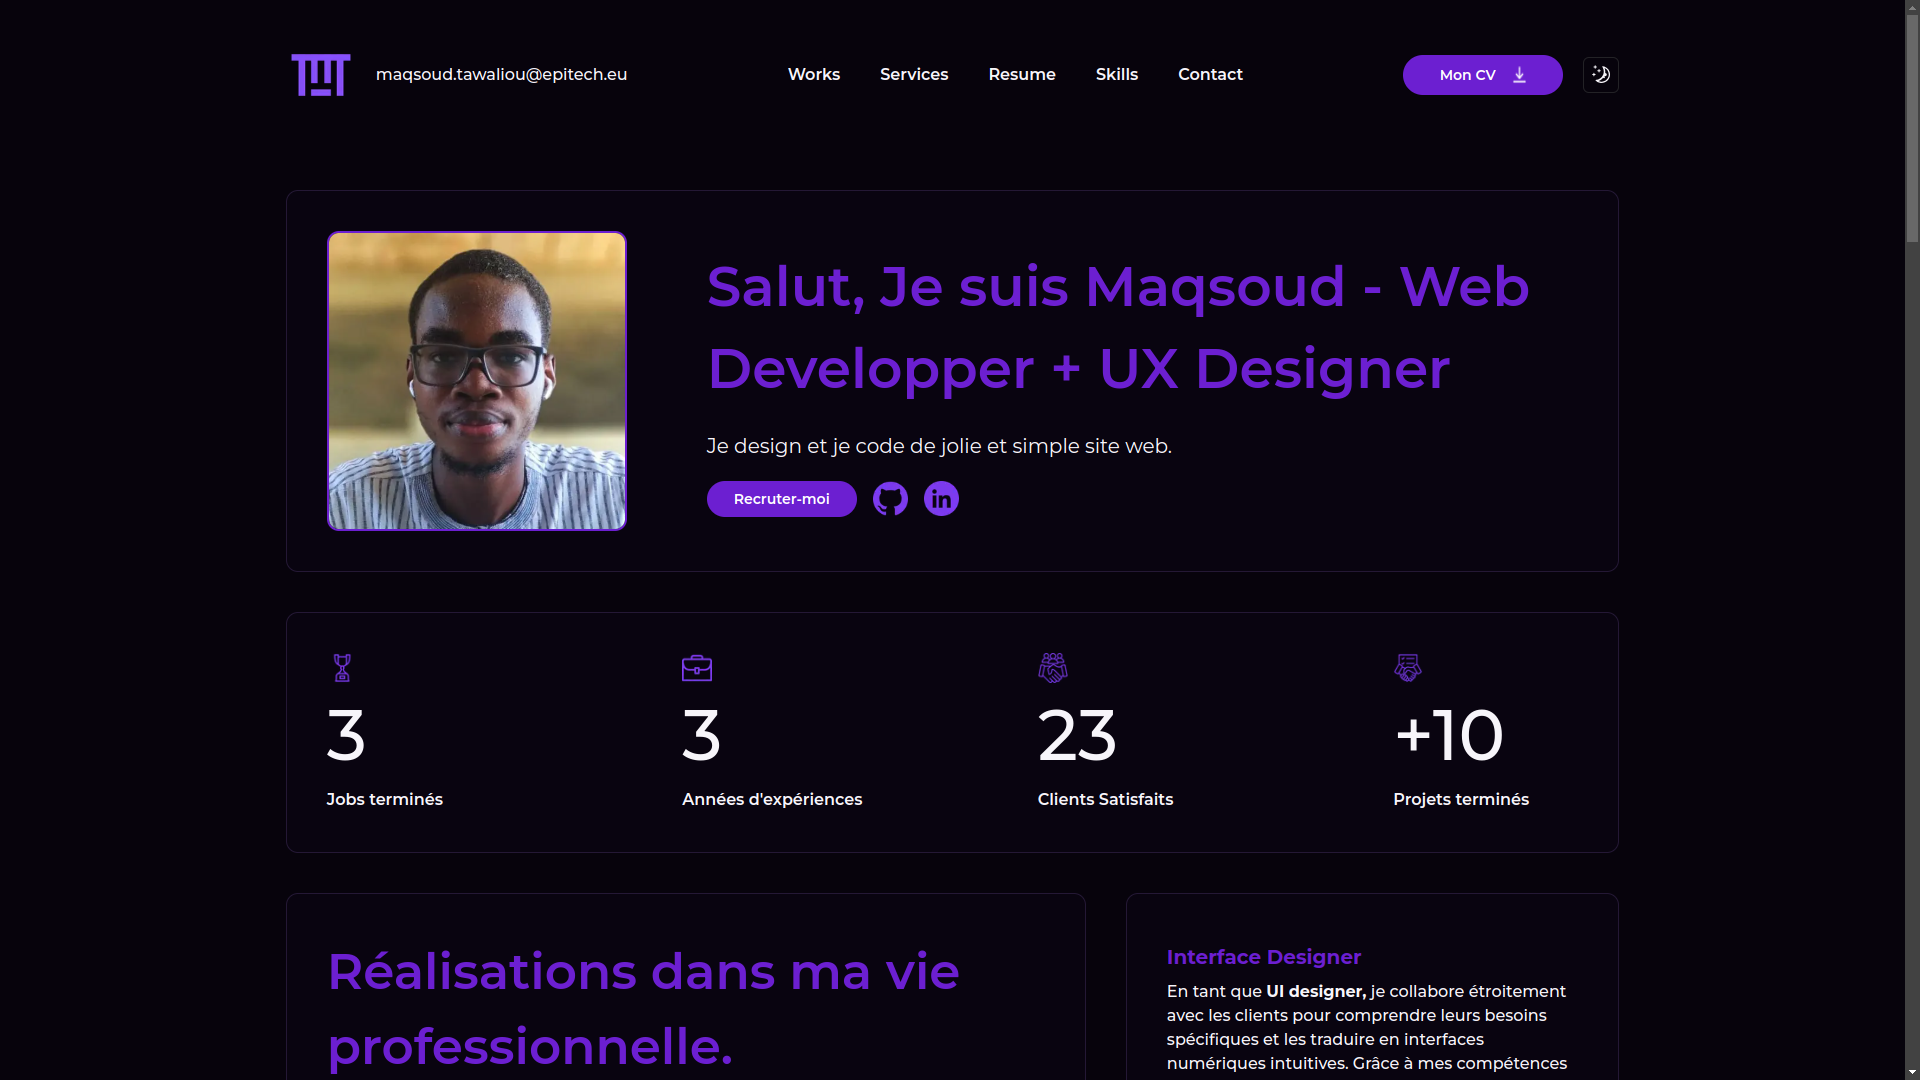 maqsoud.tawaliou@epitech.eu
Works
Services
Resume
Skills
Contact
Mon CV
Salut, Je suis Maqsoud - Web
Developper + UX Designer
Je design et je code de jolie et simple site web.
Recruter-moi
in
3
Jobs terminés
3
Années d'expériences
23
Clients Satisfaits
+10
Projets terminés
Réalisations dans ma vie
professionnelle.
Interface Designer
En tant que UI designer, je collabore étroitement
avec les clients pour comprendre leurs besoins
spécifiques et les traduire en interfaces
numériques intuitives. Grâce à mes compétences